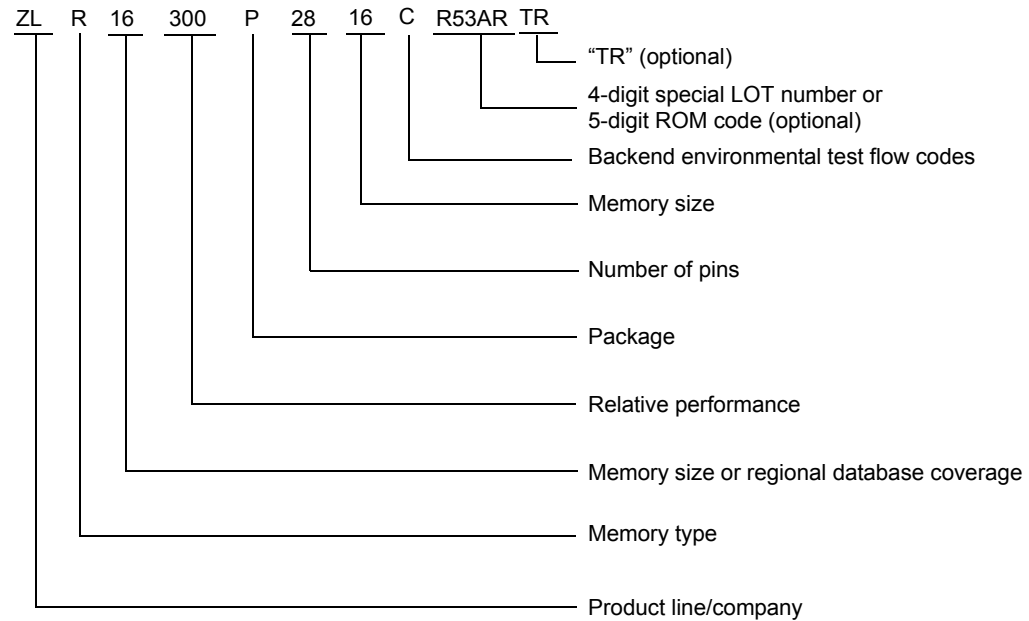 ZL R 16 300 P 28 16 C R53AR TR
“TR” (optional)
4-digit special LOT number or
5-digit ROM code (optional)
Backend environmental test flow codes
Memory size
Number of pins
Package
Relative performance
Memory size or regional database coverage
Memory type
Product line/company